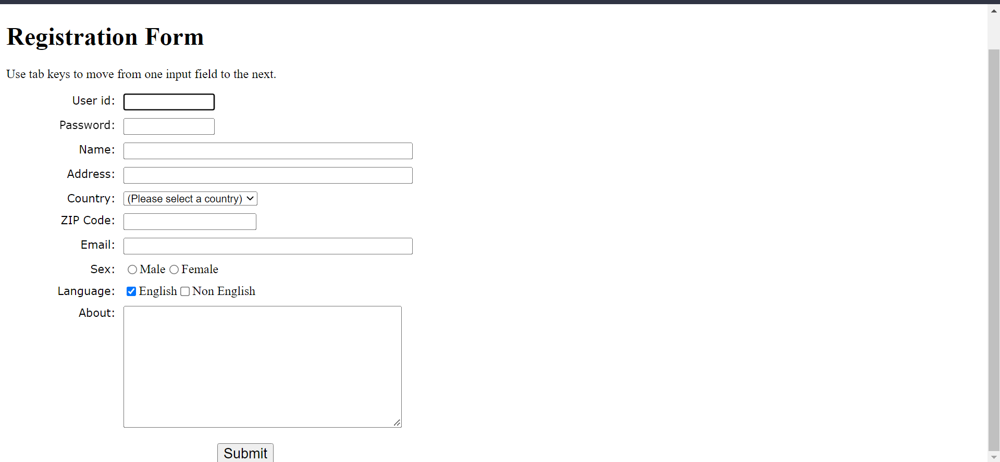 Registration Form
Use tab keys to move from one input field to the next.
User id:
Password:
Name:
Address:
Country: (Please select a country)
ZIP Code:
Email:
Sex: Male Female
Language: English Non English
About:
Submit